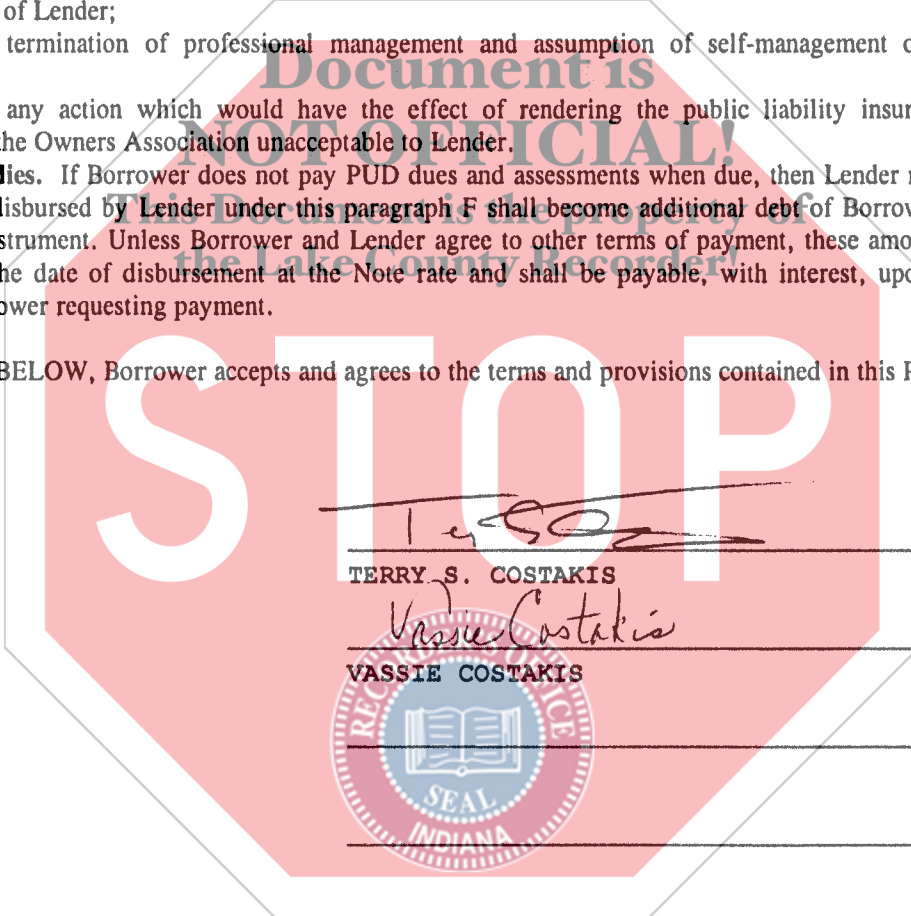 of Lender;
termination of professional management and assumption of self-management o
Document is
any action which would have the effect of rendering the public liability insur
he Owners Association unacceptable to Lender.
NOT OFFICIAL!
lies. If Borrower does not pay PUD dues and assessments when due, then Lender
This Document is the property of
lisbursed by Lender under this paragraph F shall become additional debt of Borrow
strument. Unless Borrower and Lender agree to other terms of payment, these amo
the Lake County Recorder!
he date of disbursement at the Note rate and shall be payable, with interest, upo
ower requesting payment.
BELOW, Borrower accepts and agrees to the terms and provisions contained in this
STOP
TERRY S. COSTAKIS
Vassie Costakis
VASSIE COSTAKIS
OFFICE
SEAL
INDIANA